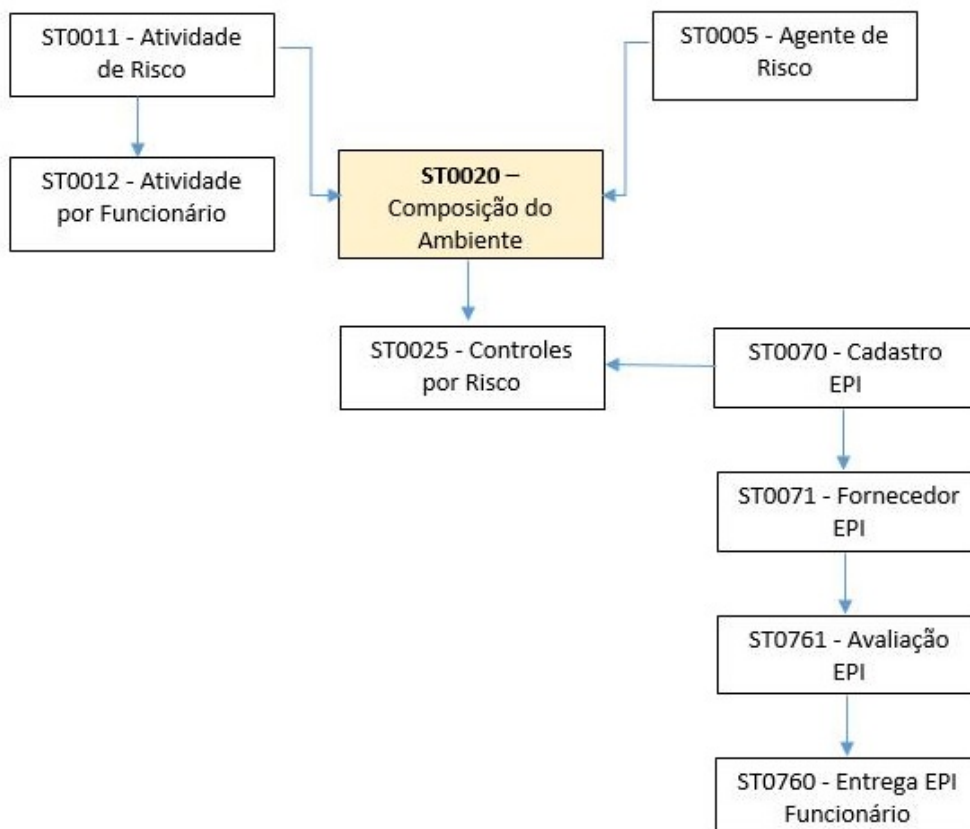 ST0011 - Atividade
de Risco
ST0005 - Agente de
Risco
ST0012 - Atividade
por Funcionário
ST0020 –
Composição do
Ambiente
ST0025 - Controles
por Risco
ST0070 - Cadastro
EPI
ST0071 - Fornecedor
EPI
ST0761 - Avaliação
EPI
ST0760 - Entrega EPI
Funcionário